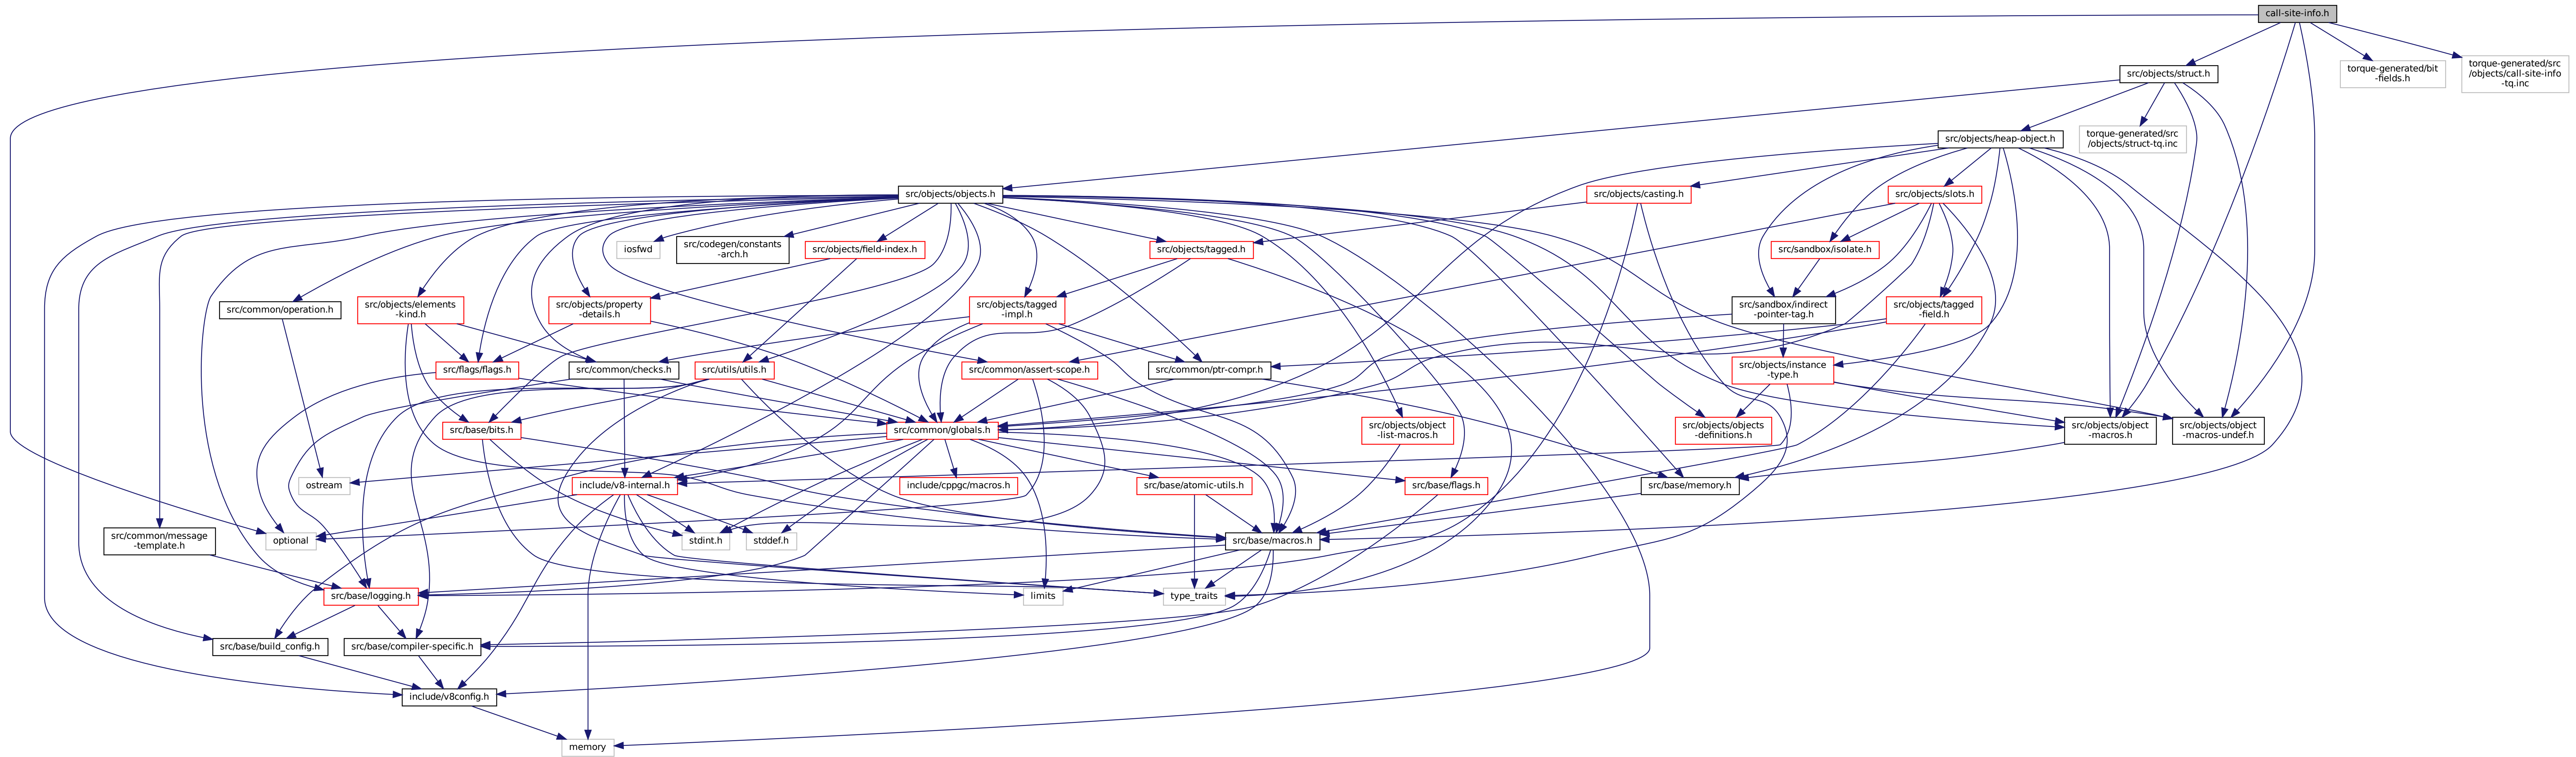 call-site-info.h
src/objects/struct.h
torque-generated/bit
-fields.h
torque-generated/src
/objects/call-site-info
-tq.inc
src/objects/heap-object.h
torque-generated/src
/objects/struct-tq.inc
src/objects/objects.h
src/objects/casting.h
src/objects/slots.h
iosfwd
src/codegen/constants
-arch.h
src/objects/field-index.h
src/objects/tagged.h
src/sandbox/isolate.h
src/common/operation.h
src/objects/elements
-kind.h
src/objects/property
-details.h
src/objects/tagged
-impl.h
src/sandbox/indirect
-pointer-tag.h
src/objects/tagged
-field.h
src/flags/flags.h
src/common/checks.h
src/utils/utils.h
src/common/assert-scope.h
src/common/ptr-compr.h
src/objects/instance
-type.h
src/base/bits.h
src/common/globals.h
src/objects/object
-list-macros.h
src/objects/objects
-definitions.h
src/objects/object
-macros.h
src/objects/object
-macros-undef.h
ostream
include/v8-internal.h
include/cppgc/macros.h
src/base/atomic-utils.h
src/base/flags.h
src/base/memory.h
src/common/message
-template.h
optional
stdint.h
stddef.h
src/base/macros.h
src/base/logging.h
limits
type_traits
src/base/build_config.h
src/base/compiler-specific.h
include/v8config.h
memory